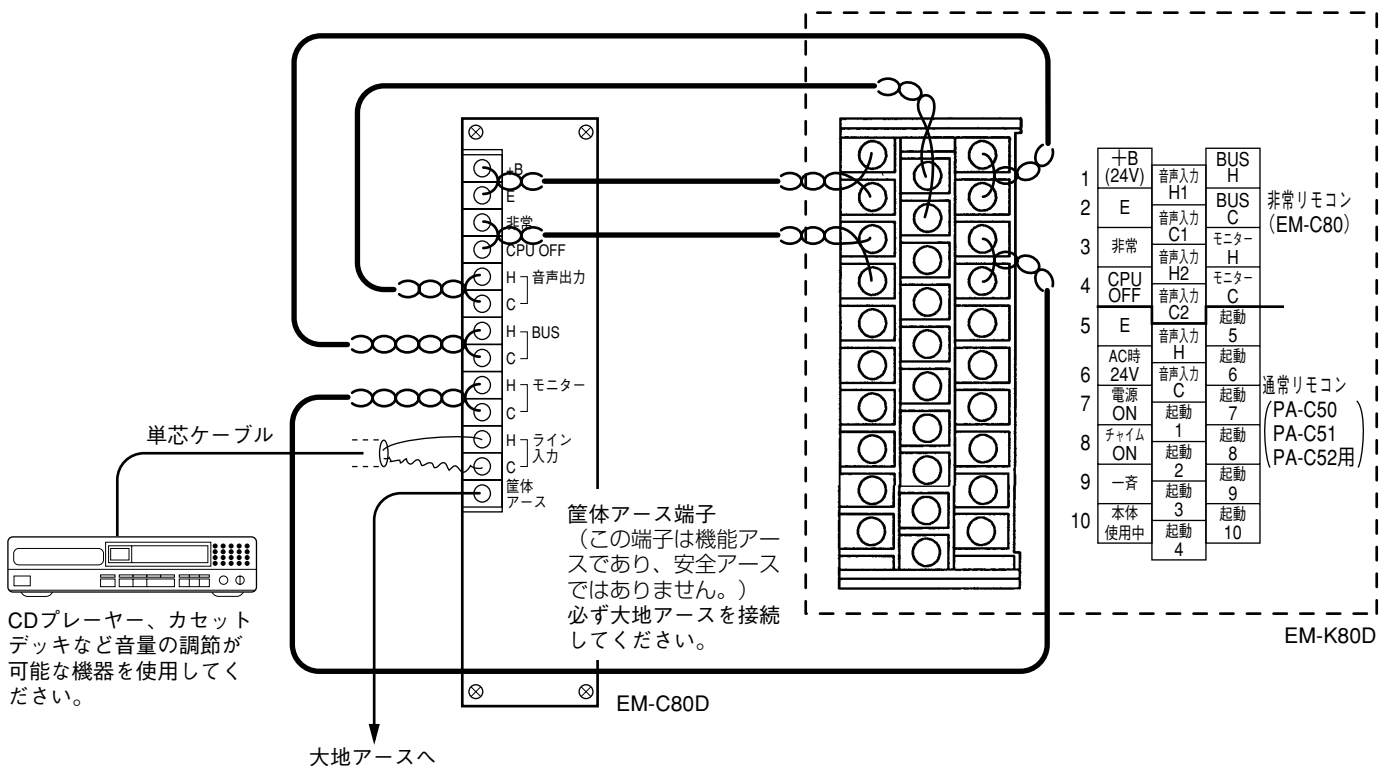 +B
E
非常
CPU OFF
H
音声出力
C
H
BUS
C
H
モニター
C
H
ライン
入力
C
筐体
アース
単芯ケーブル
CDプレーヤー、カセット
デッキなど音量の調節が
可能な機器を使用してく
ださい。
大地アースへ
筐体アース端子
(この端子は機能アー
スであり、安全アース
ではありません。)
必ず大地アースを接続
してください。
EM-C80D
1
2
3
4
5
6
7
8
9
10
+B
(24V)
E
非常
CPU
OFF
E
AC時
24V
電源
ON
チャイム
ON
一斉
本体
使用中
音声入力
H1
音声入力
C1
音声入力
H2
音声入力
C2
音声入力
H
音声入力
C
起動
1
起動
2
起動
3
起動
4
BUS
H
BUS
C
モニター
H
モニター
C
起動
5
起動
6
起動
7
起動
8
起動
9
起動
10
非常リモコン
(EM-C80)
通常リモコン
(PA-C50
PA-C51
PA-C52用)
EM-K80D